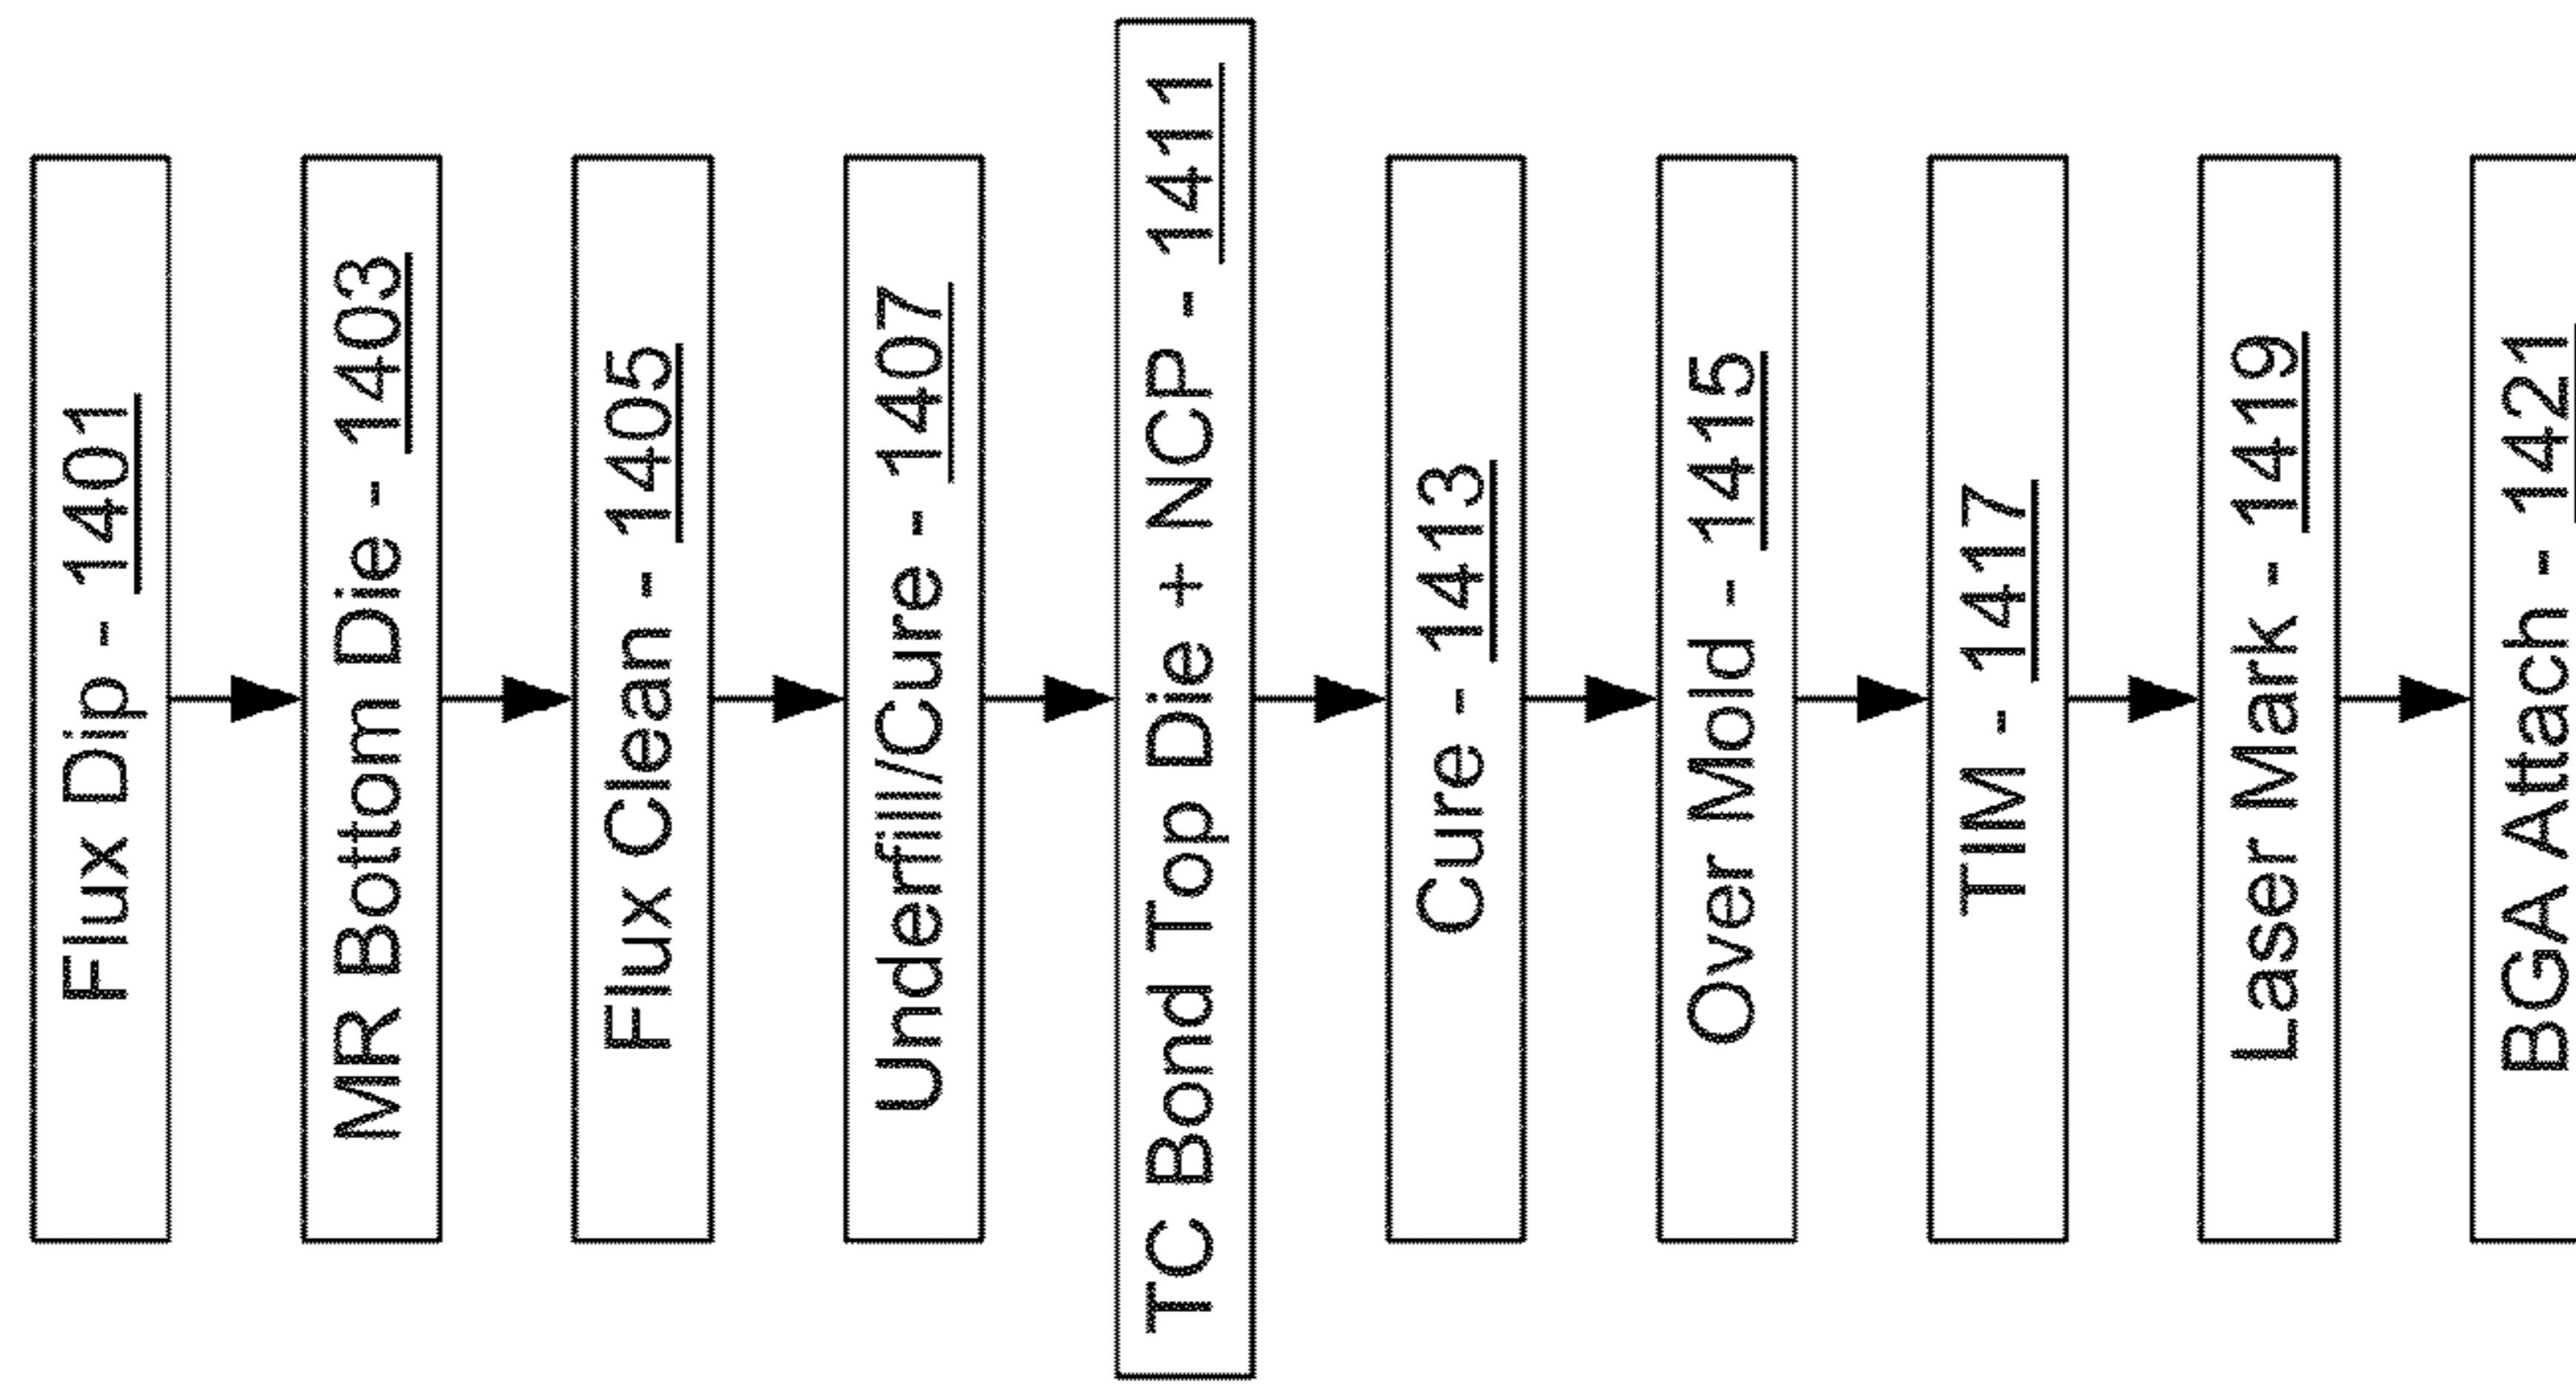 Flux Dip - 1401
MR Bottom Die - 1403
Flux Clean - 1405
Underfill/Cure - 1407
TC Bond Top Die + NCP - 1411
Cure - 1413
Over Mold - 1415
TIM - 1417
Laser Mark - 1419
BGA Attach - 1421